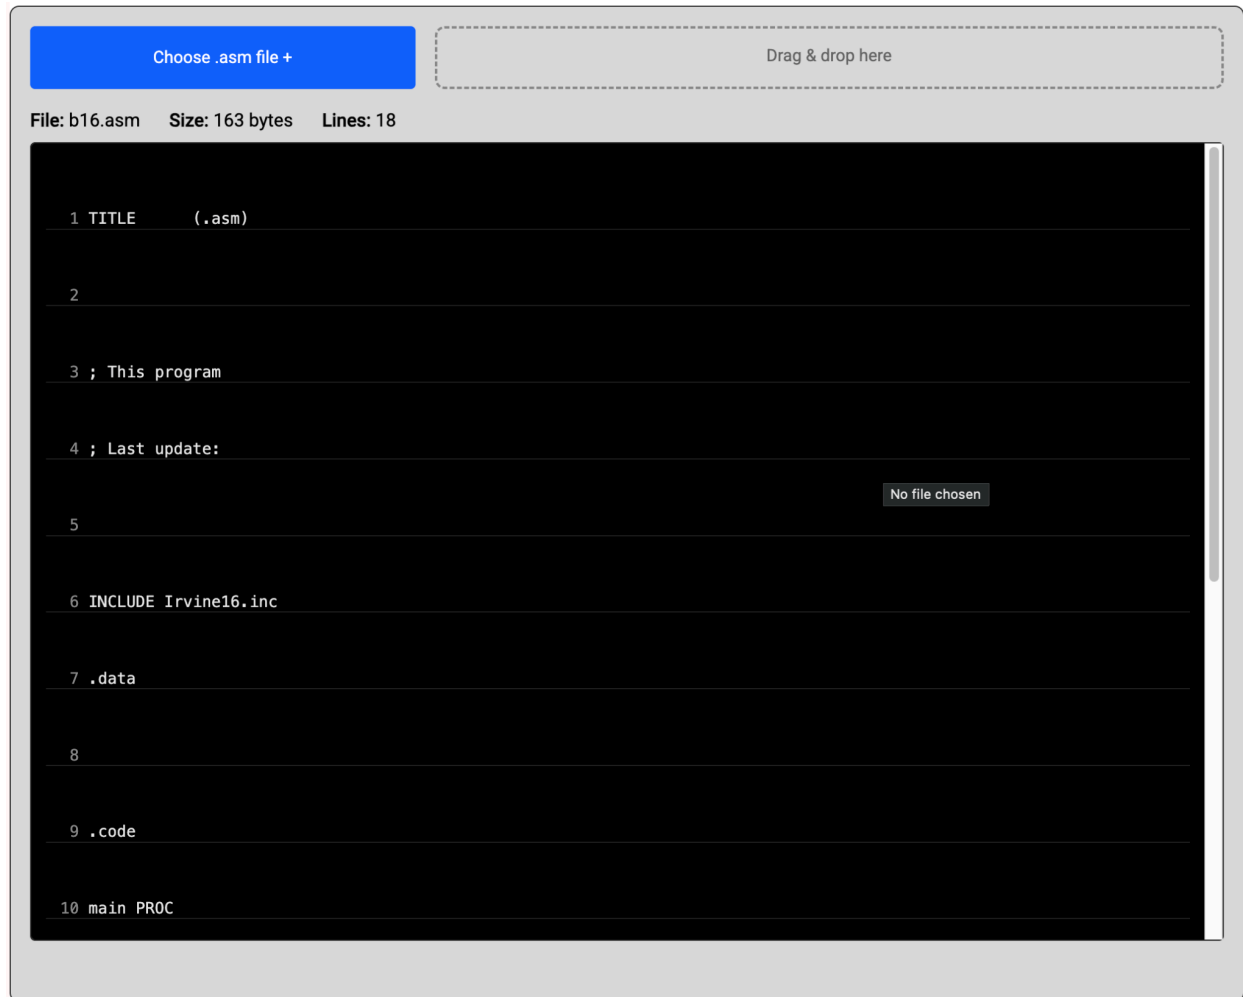 Choose .asm file +
Drag & drop here
File: b16.asm Size: 163 bytes Lines: 18
1 TITLE      (.asm)
2
3 ; This program
4 ; Last update:
No file chosen
5
6 INCLUDE Irvine16.inc
7 .data
8
9 .code
10 main PROC